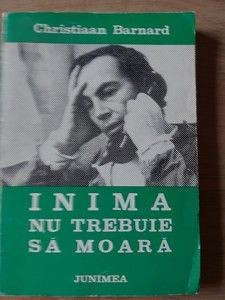 Christiaan Barnard
INIMA
NU TREBUIE
SĂ MOARĂ
JUNIMEA